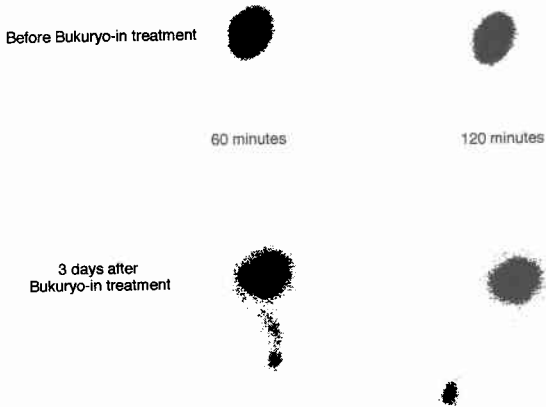 Before Bukuryo-in treatment
60 minutes
120 minutes
3 days after
Bukuryo-in treatment